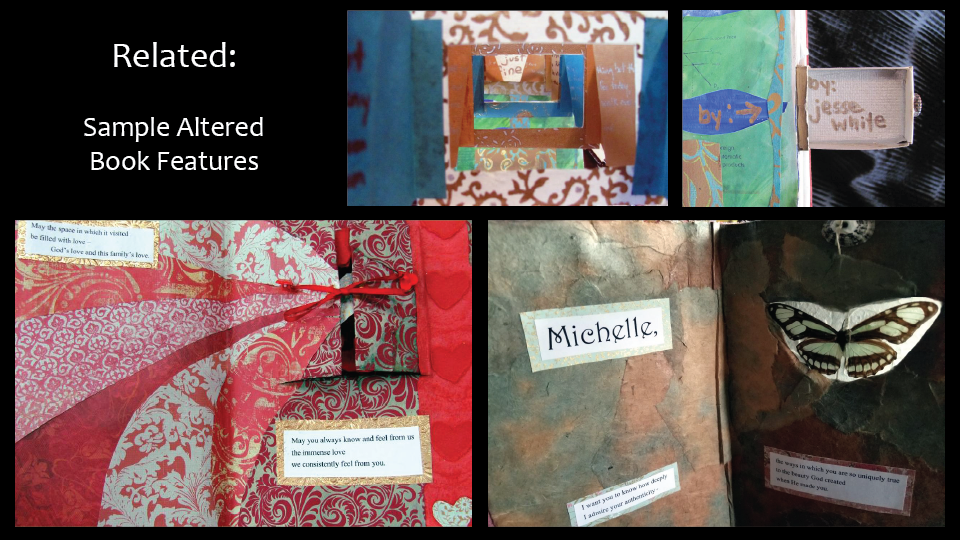 Related:
Sample Altered
Book Features
just
ine
by:
by:
jesse
white
May the space in which it visited
be filled with love—
God's love and this family's love.
May you always know and feel from us
the immense love
we consistently feel from you.
Michelle,
I want you to know how deeply
I admire your authenticity–
the ways in which you are so uniquely true
to the beauty God created
when He made you.